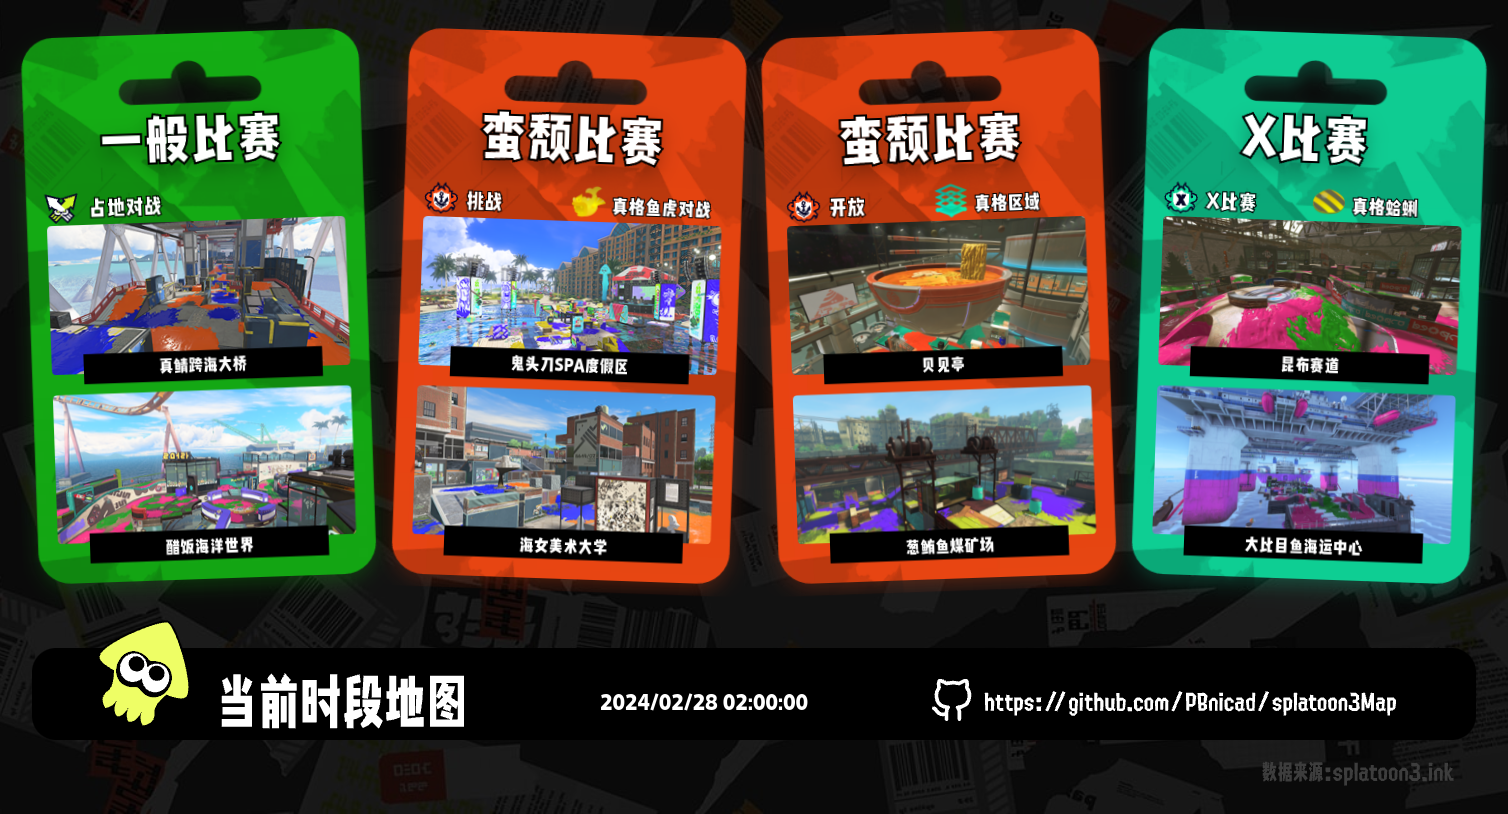 一般比赛
占地对战
真鲭跨海大桥
醋饭海洋世界
蛮颓比赛
挑战
真格鱼虎对战
鬼头刀SPA度假区
海女美术大学
蛮颓比赛
开放
真格区域
贝见亭
葱鲔鱼煤矿场
X比赛
X比赛
真格蛤蜊
昆布赛道
大比目鱼海运中心
当前时段地图
2024/02/28 02:00:00
https://github.com/PBnicad/splatoon3Map
数据来源:splatoon3.ink